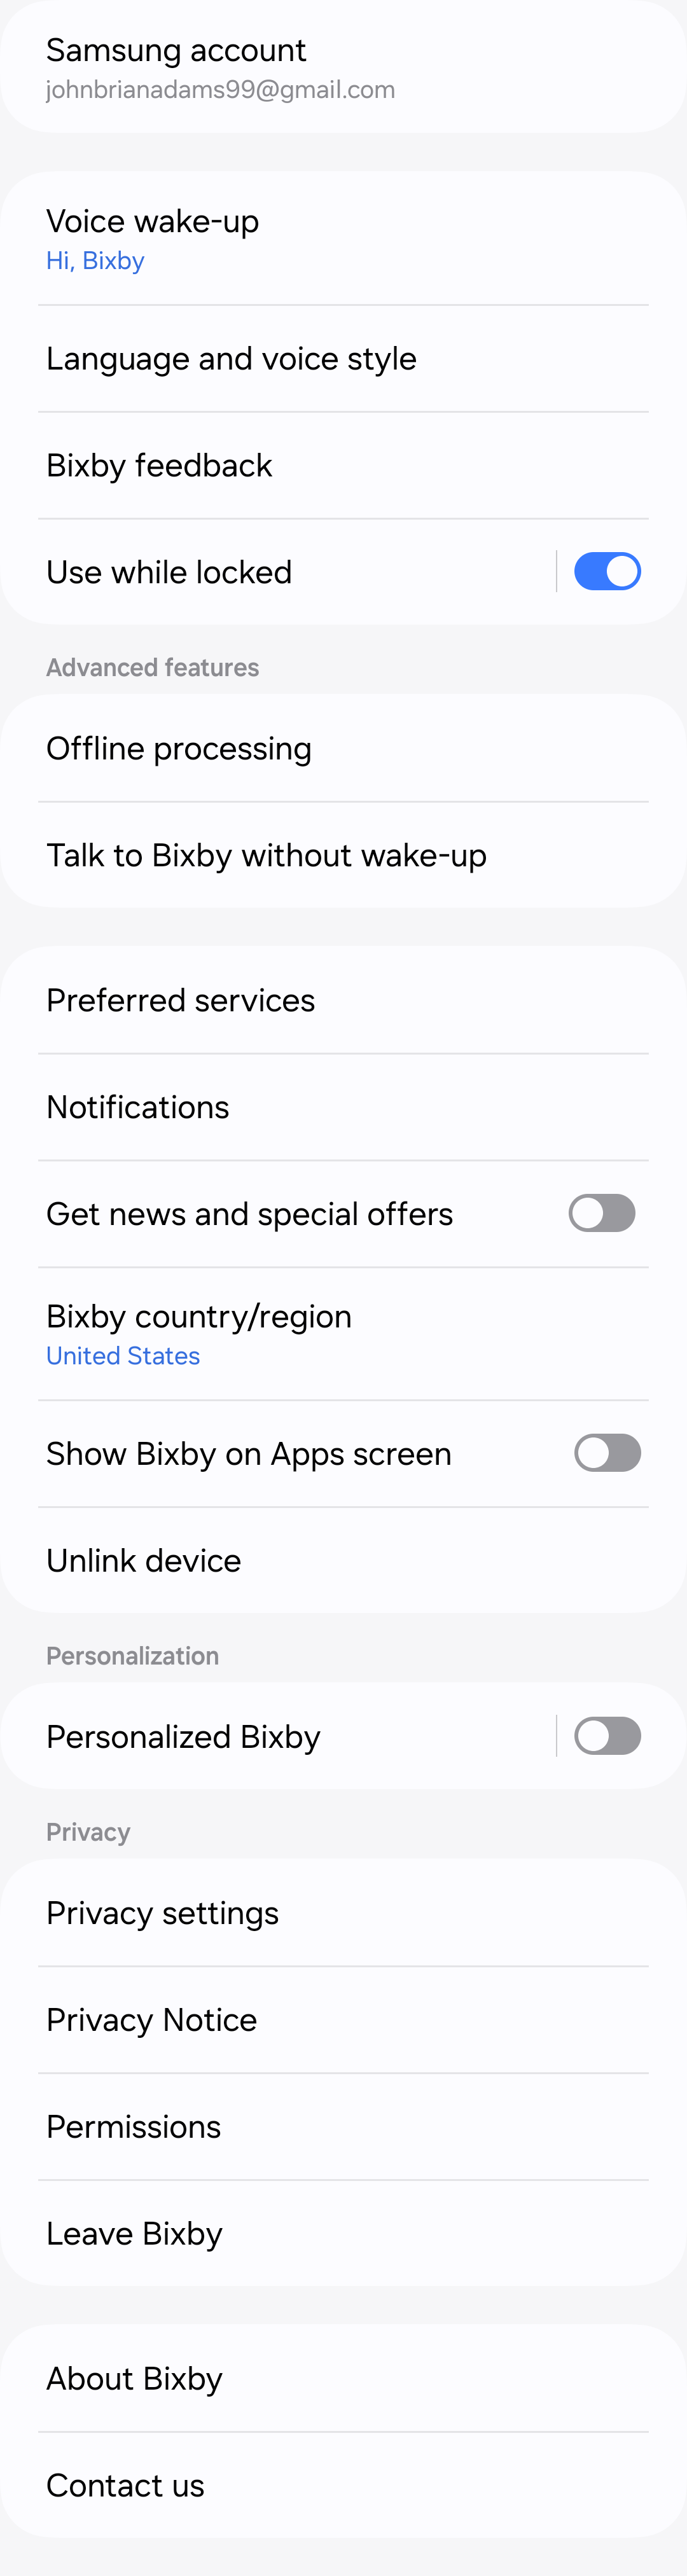 Samsung account
johnbrianadams99@gmail.com
Voice wake-up
Hi, Bixby
Language and voice style
Bixby feedback
Use while locked
Advanced features
Offline processing
Talk to Bixby without wake-up
Preferred services
Notifications
Get news and special offers
Bixby country/region
United States
Show Bixby on Apps screen
Unlink device
Personalization
Personalized Bixby
Privacy
Privacy settings
Privacy Notice
Permissions
Leave Bixby
About Bixby
Contact us